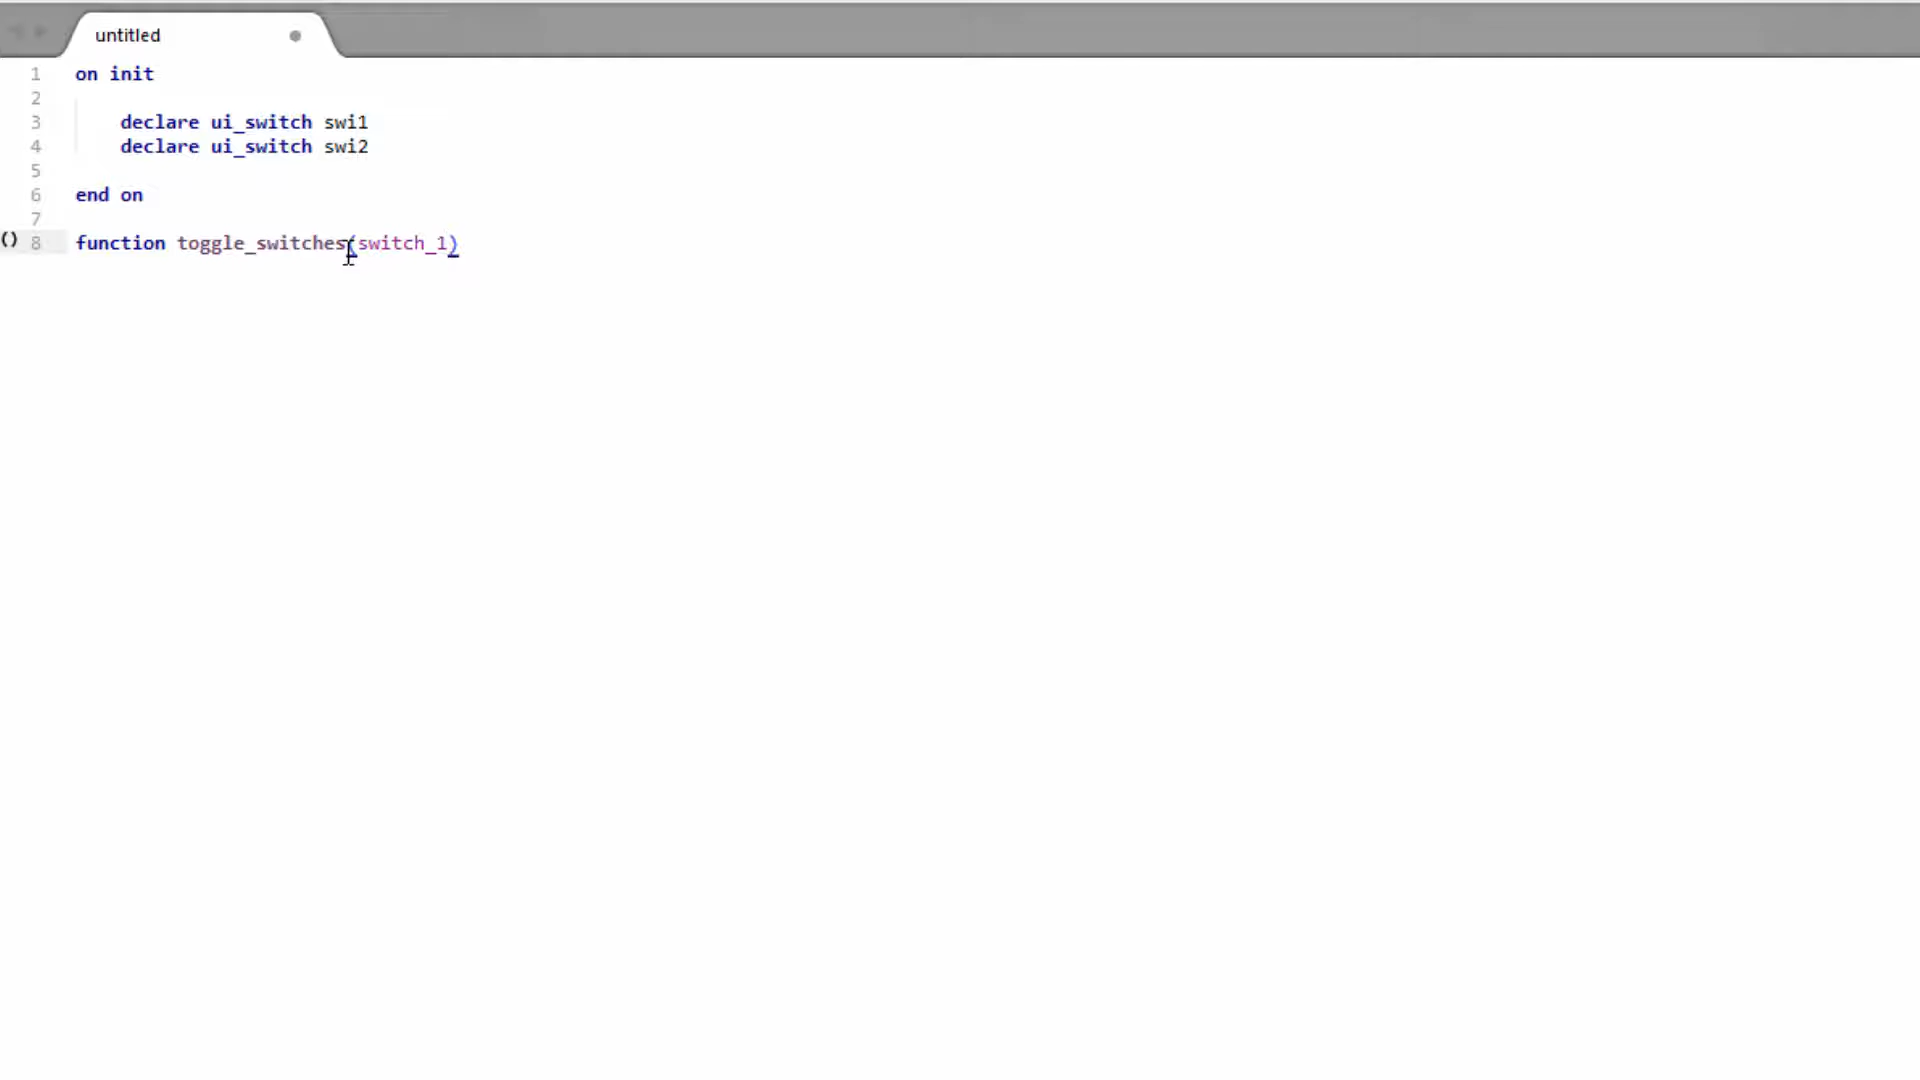 untitled
1 on init
2
3 declare ui_switch swi1
4 declare ui_switch swi2
5
6 end on
7
() 8 function toggle_switches(switch_1)